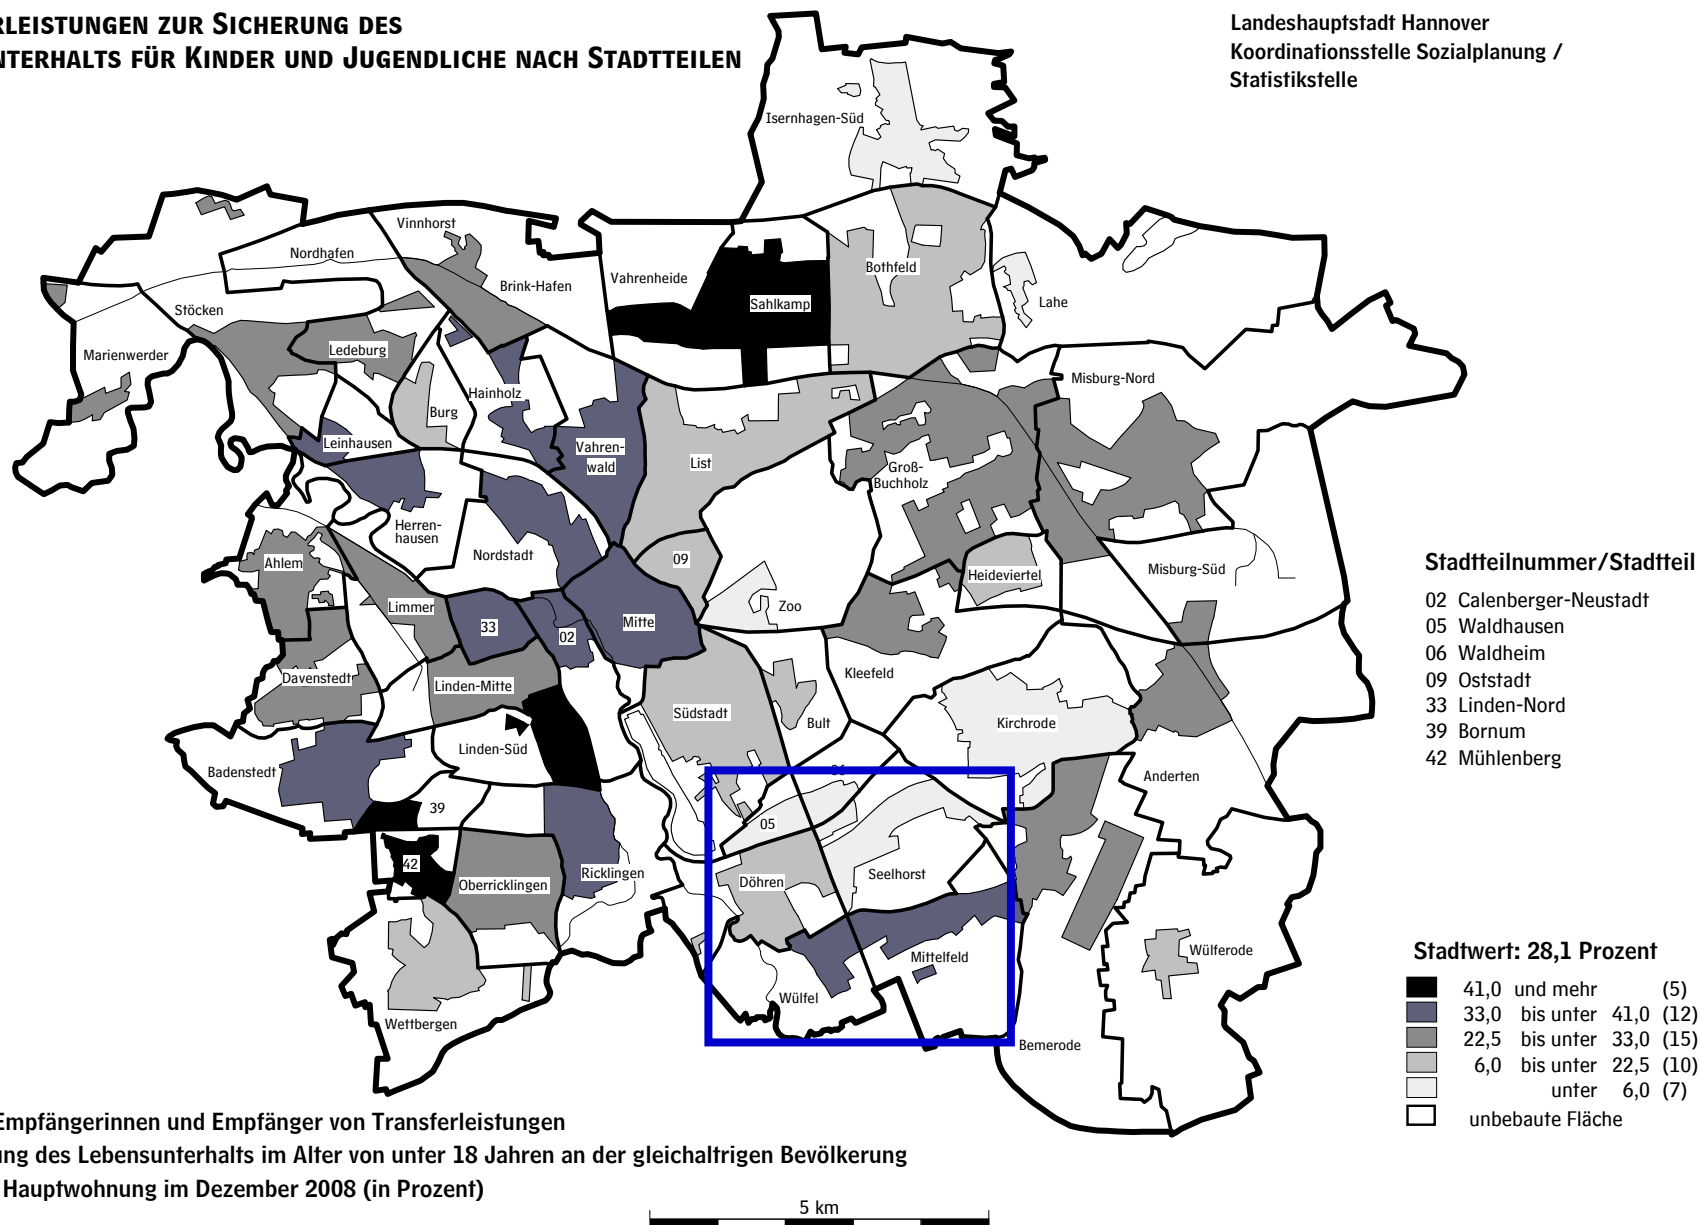 RLEISTUNGEN ZUR SICHERUNG DES
NTERHALTS FÜR KINDER UND JUGENDLICHE NACH STADTTEILEN
Landeshauptstadt Hannover
Koordinationsstelle Sozialplanung /
Statistikstelle
Isernhagen-Süd
Vinnhorst
Nordhafen
Brink-Hafen
Vahrenheide
Bothfeld
Sahlkamp
Lahe
Stöcken
Marienwerder
Ledeburg
Misburg-Nord
Hainholz
Burg
Leinhausen
Vahren-
wald
List
Groß-
Buchholz
Herren-
hausen
Nordstadt
Ahlem
09
Heideviertel
Misburg-Süd
Limmer
33
02
Mitte
Zoo
Davenstedt
Linden-Mitte
Kleefeld
Südstadt
Bult
Kirchrode
Linden-Süd
Badenstedt
06
Anderten
39
05
42
Oberricklingen
Ricklingen
Döhren
Seelhorst
Mittelfeld
Wülferode
Wülfel
Wettbergen
Bemerode
Stadtteilnummer/Stadtteil
02 Calenberger-Neustadt
05 Waldhausen
06 Waldheim
09 Oststadt
33 Linden-Nord
39 Bornum
42 Mühlenberg
Stadtwert: 28,1 Prozent
41,0 und mehr (5)
33,0 bis unter 41,0 (12)
22,5 bis unter 33,0 (15)
6,0 bis unter 22,5 (10)
unter 6,0 (7)
unbebaute Fläche
Empfängerinnen und Empfänger von Transferleistungen
ung des Lebensunterhalts im Alter von unter 18 Jahren an der gleichaltrigen Bevölkerung
Hauptwohnung im Dezember 2008 (in Prozent)
5 km